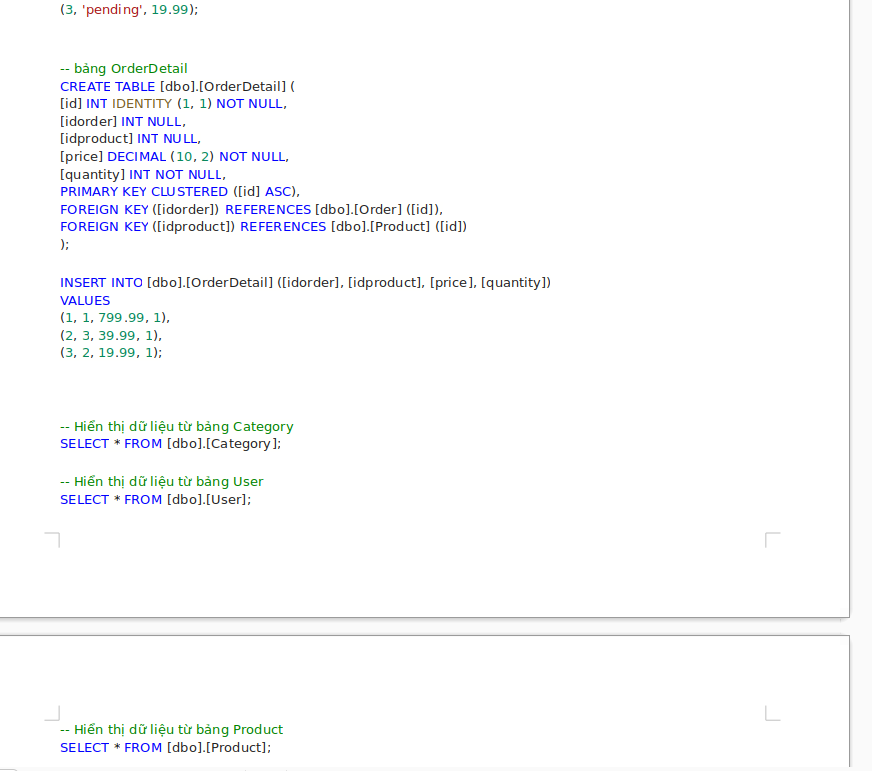 (3, 'pending', 19.99);
-- bảng OrderDetail
CREATE TABLE [dbo].[OrderDetail] (
[id] INT IDENTITY (1, 1) NOT NULL,
[idorder] INT NULL,
[idproduct] INT NULL,
[price] DECIMAL (10, 2) NOT NULL,
[quantity] INT NOT NULL,
PRIMARY KEY CLUSTERED ([id] ASC),
FOREIGN KEY ([idorder]) REFERENCES [dbo].[Order] ([id]),
FOREIGN KEY ([idproduct]) REFERENCES [dbo].[Product] ([id])
);
INSERT INTO [dbo].[OrderDetail] ([idorder], [idproduct], [price], [quantity])
VALUES
(1, 1, 799.99, 1),
(2, 3, 39.99, 1),
(3, 2, 19.99, 1);
-- Hiển thị dữ liệu từ bảng Category
SELECT * FROM [dbo].[Category];
-- Hiển thị dữ liệu từ bảng User
SELECT * FROM [dbo].[User];
-- Hiển thị dữ liệu từ bảng Product
SELECT * FROM [dbo].[Product];